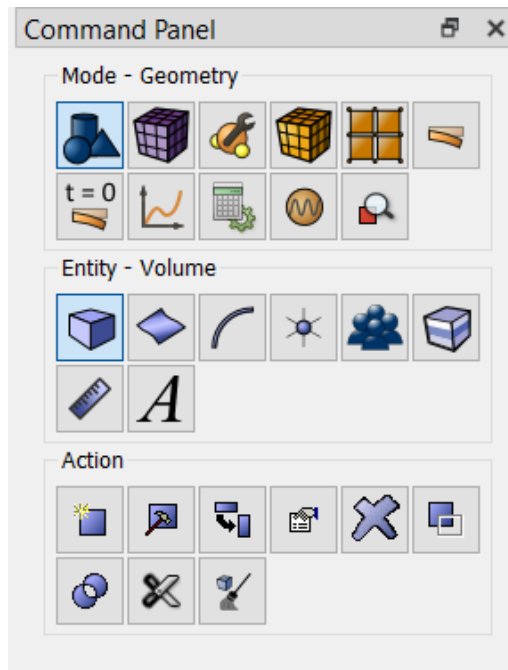 Command Panel
Mode - Geometry
t = 0
Entity - Volume
A
Action